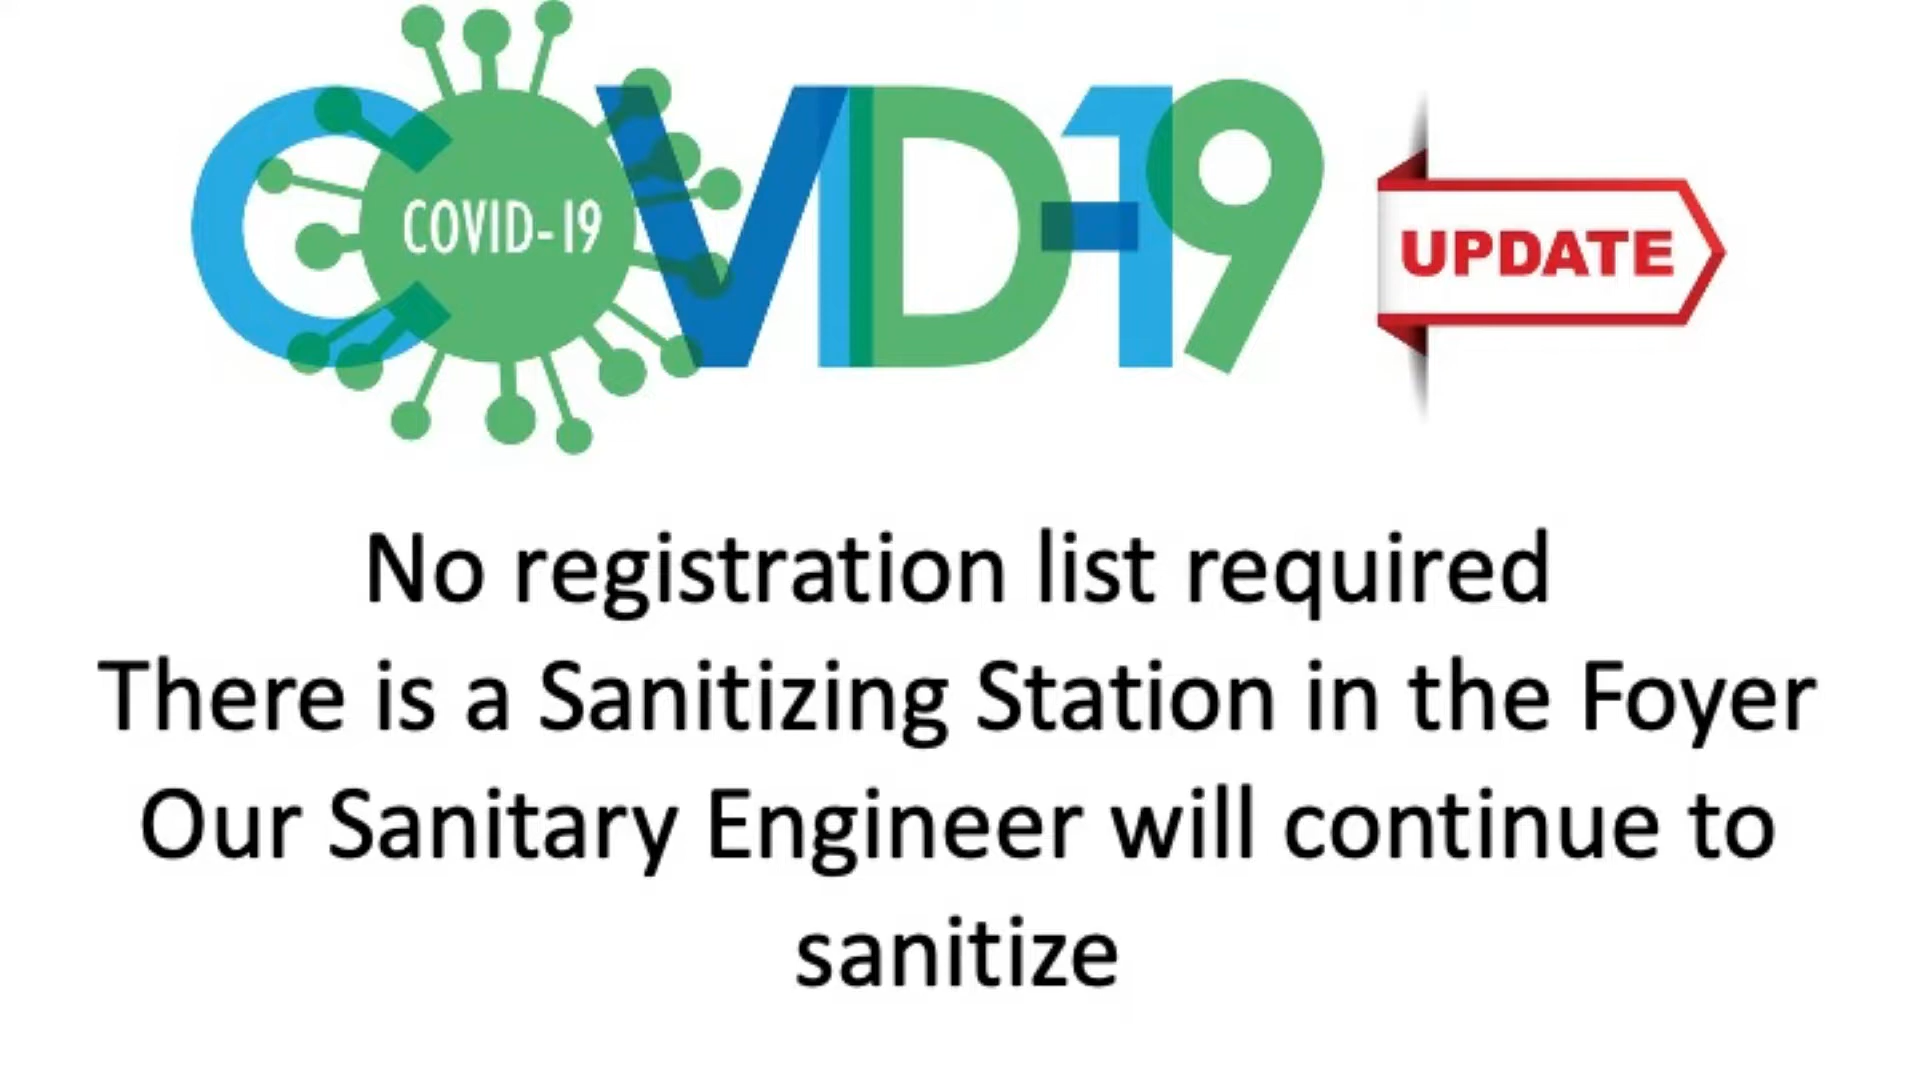 COVID-19
COVID-19
UPDATE
No registration list required
There is a Sanitizing Station in the Foyer
Our Sanitary Engineer will continue to
sanitize